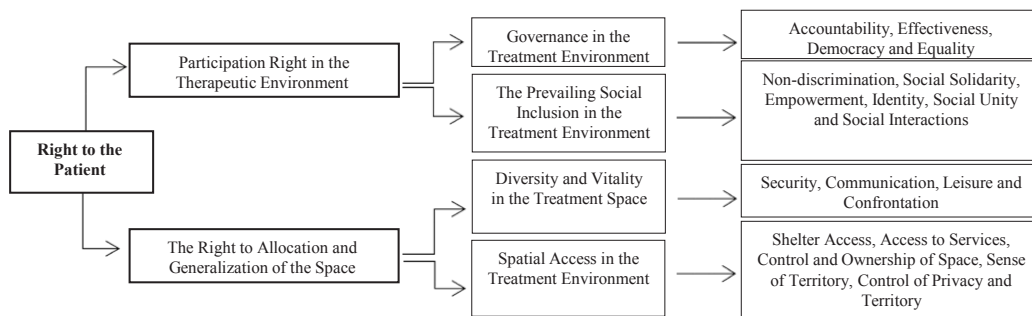 Right to the
Patient
Participation Right in the
Therapeutic Environment
The Right to Allocation and
Generalization of the Space
Governance in the
Treatment Environment
The Prevailing Social
Inclusion in the
Treatment Environment
Diversity and Vitality
in the Treatment Space
Spatial Access in the
Treatment Environment
Accountability, Effectiveness,
Democracy and Equality
Non-discrimination, Social Solidarity,
Empowerment, Identity, Social Unity
and Social Interactions
Security, Communication, Leisure and
Confrontation
Shelter Access, Access to Services,
Control and Ownership of Space, Sense
of Territory, Control of Privacy and
Territory